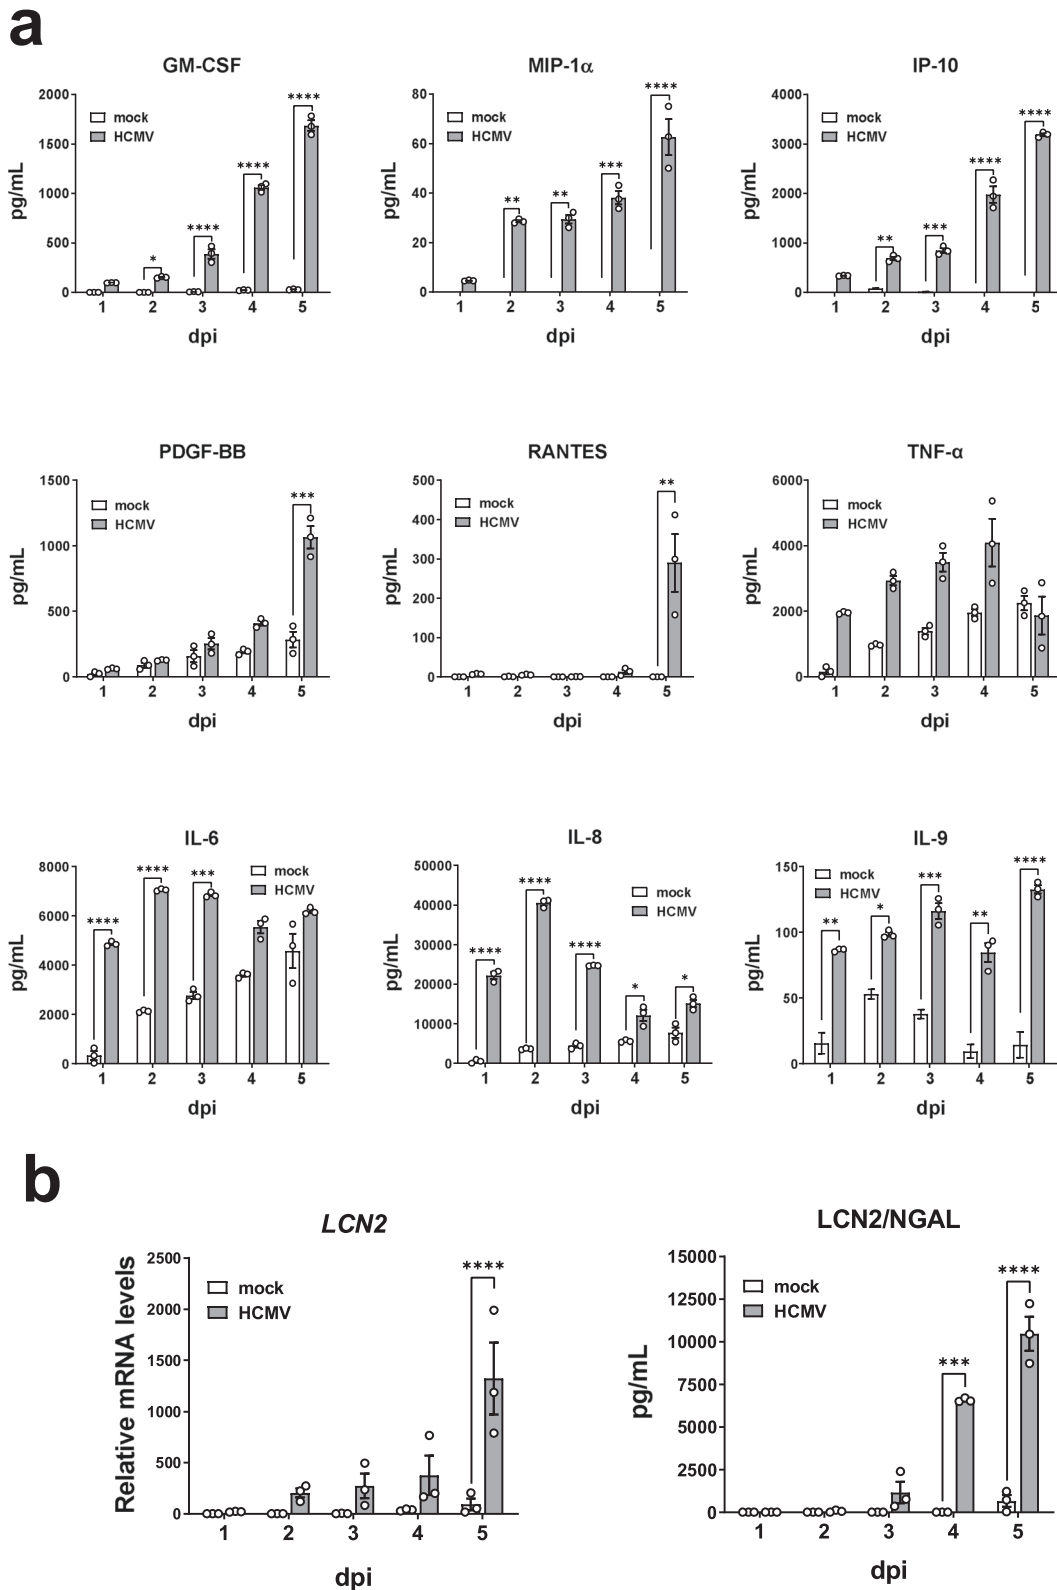 a
GM-CSF
MIP-1α
IP-10
pg/mL
2000
1500
1000
500
0
mock
HCMV
*
****
****
****
1 2 3 4 5
dpi
pg/mL
80
60
40
20
0
mock
HCMV
**
**
***
****
1 2 3 4 5
dpi
pg/mL
4000
3000
2000
1000
0
mock
HCMV
**
***
****
****
1 2 3 4 5
dpi
PDGF-BB
RANTES
TNF-α
pg/mL
1500
1000
500
0
mock
HCMV
***
1 2 3 4 5
dpi
pg/mL
500
400
300
200
100
0
mock
HCMV
**
1 2 3 4 5
dpi
pg/mL
6000
4000
2000
0
mock
HCMV
1 2 3 4 5
dpi
IL-6
IL-8
IL-9
pg/mL
8000
6000
4000
2000
0
mock
HCMV
****
****
***
1 2 3 4 5
dpi
pg/mL
50000
40000
30000
20000
10000
0
mock
HCMV
****
****
****
*
*
1 2 3 4 5
dpi
pg/mL
150
100
50
0
mock
HCMV
**
*
***
**
****
1 2 3 4 5
dpi
b
LCN2
LCN2/NGAL
Relative mRNA levels
2500
2000
1500
1000
500
0
mock
HCMV
****
1 2 3 4 5
dpi
pg/mL
15000
12500
10000
7500
5000
2500
0
mock
HCMV
***
****
1 2 3 4 5
dpi